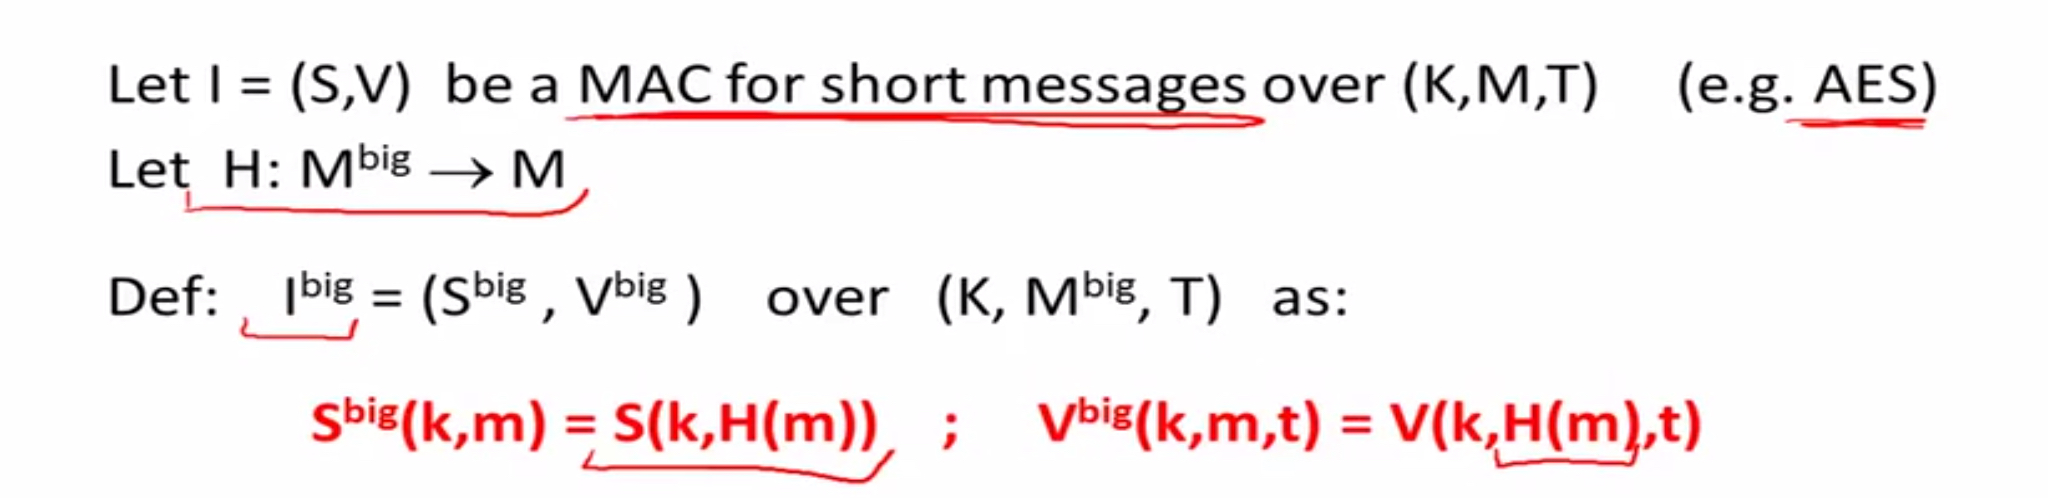 Let I = (S,V) be a MAC for short messages over (K,M,T) (e.g. AES)
Let H: M^big → M
Def: I^big = (S^big , V^big ) over (K, M^big, T) as:
S^big(k,m) = S(k,H(m)) ; V^big(k,m,t) = V(k,H(m),t)